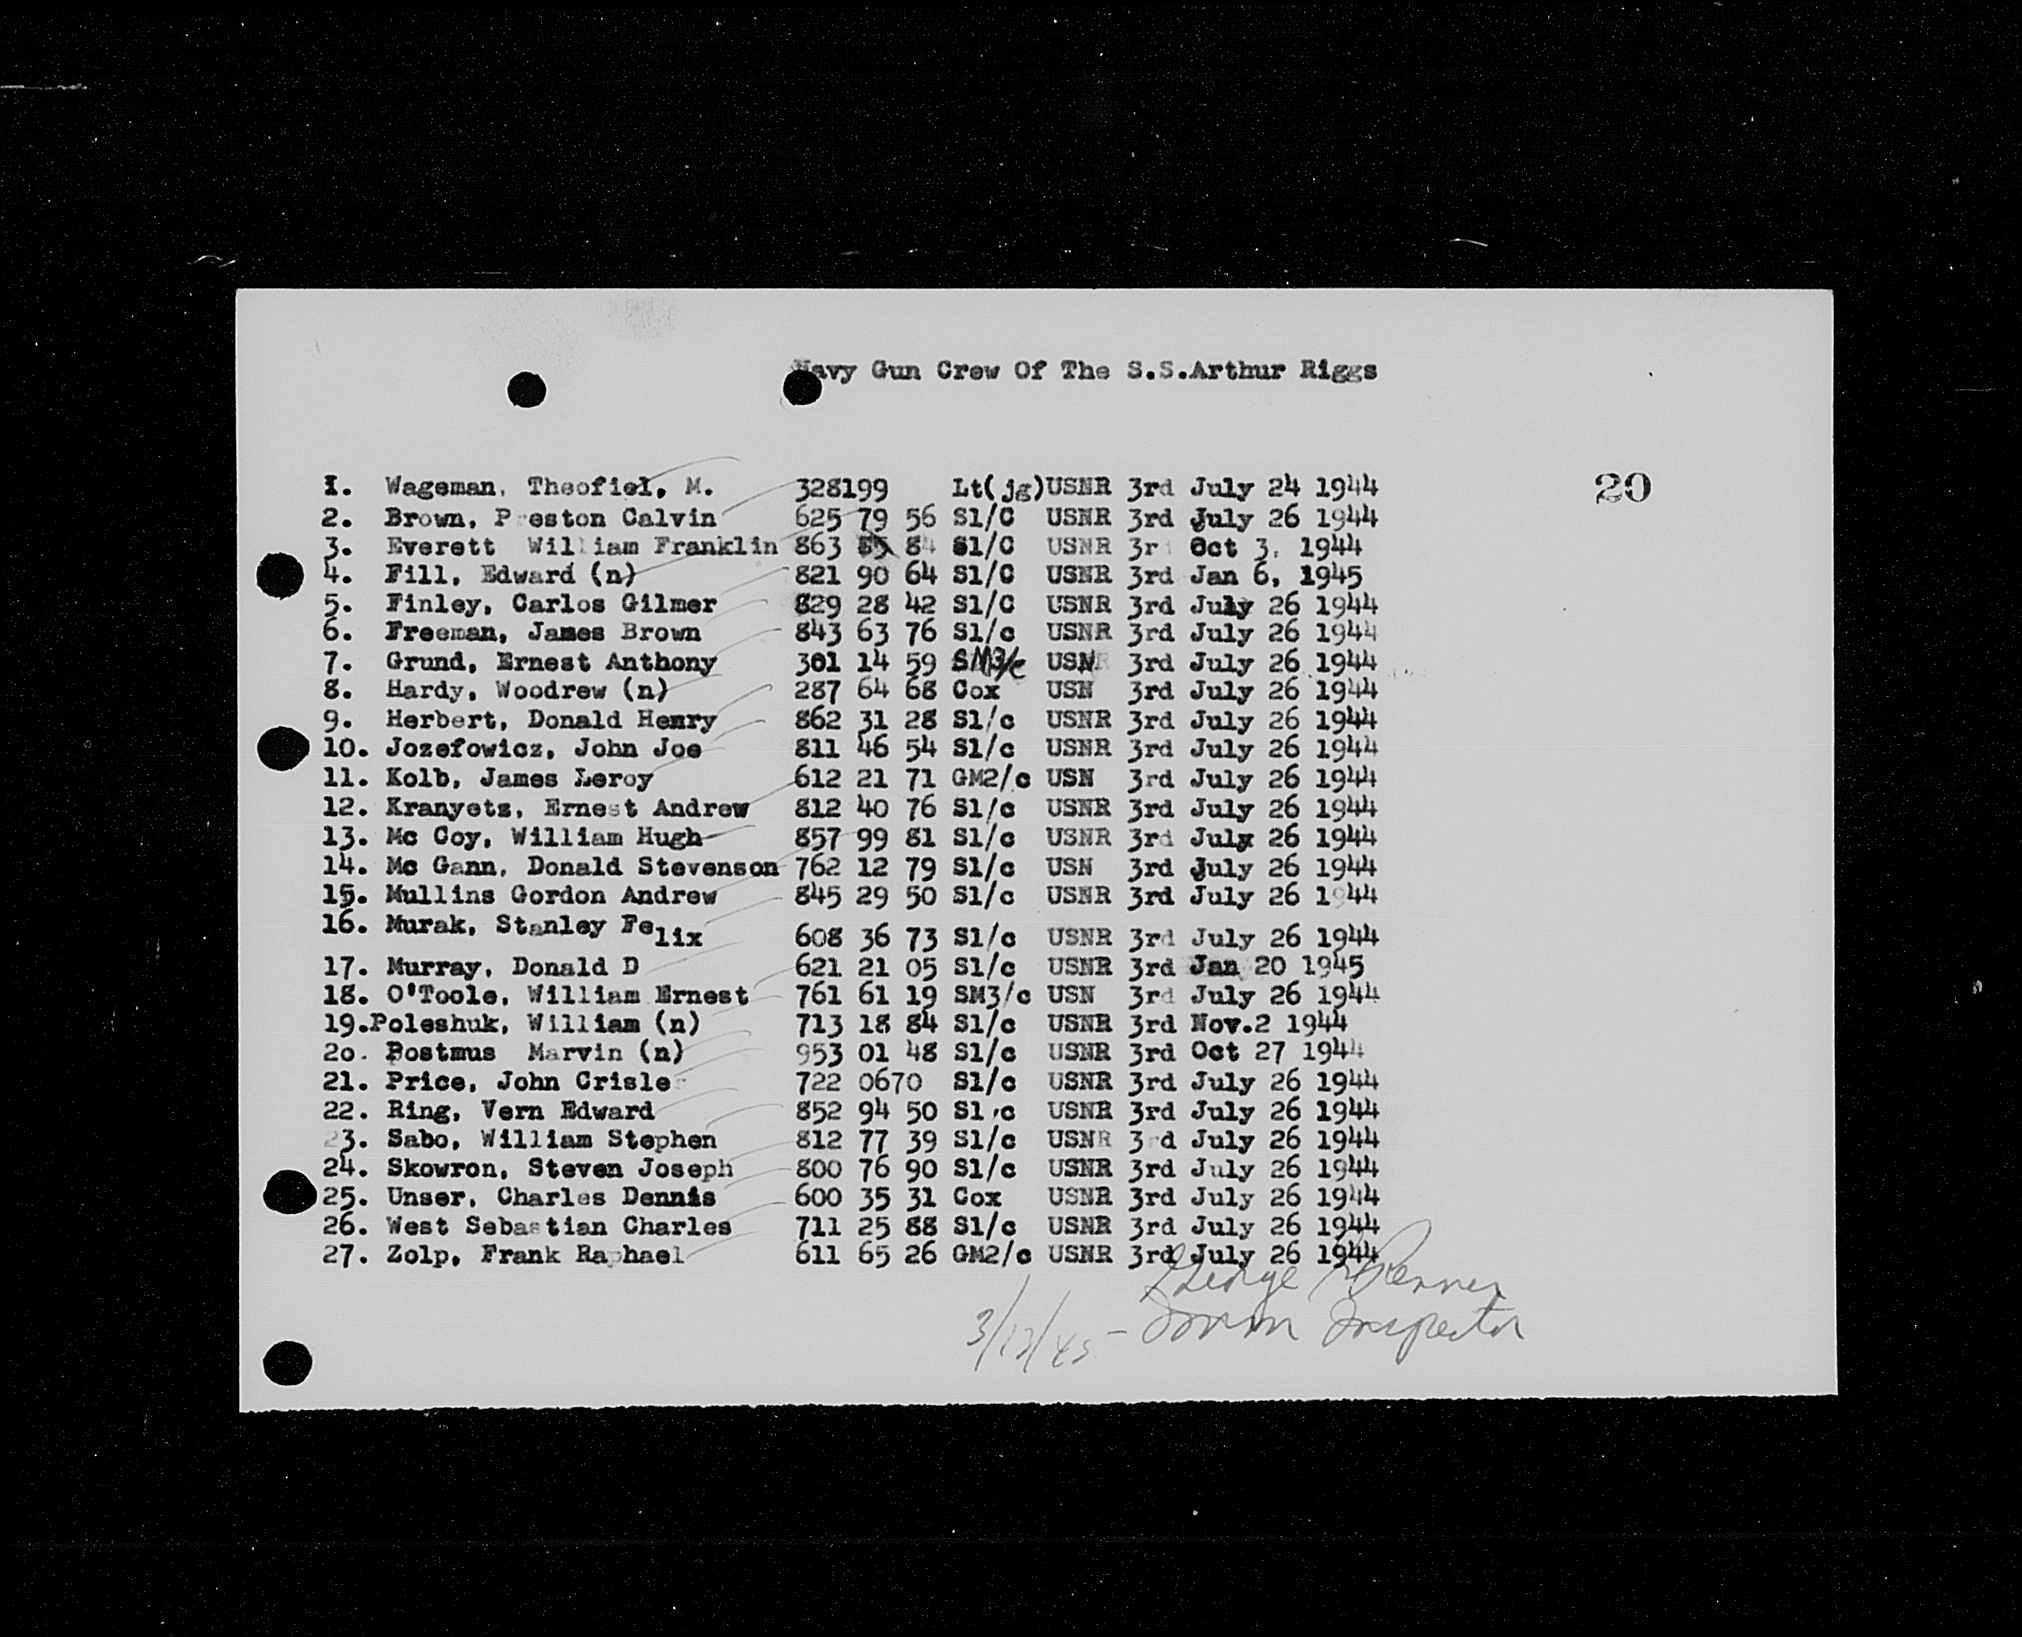 Navy Gun Crew Of The S.S.Arthur Riggs
20
1. Wageman, Theofiel, M. 328199 Lt(jg)USNR 3rd July 24 1944
2. Brown, Preston Calvin 625 79 56 S1/C USNR 3rd July 26 1944
3. Everett William Franklin 863 84 S1/C USNR 3rd Oct 3, 1944
4. Fill, Edward (n) 821 90 64 S1/C USNR 3rd Jan 6, 1945
5. Finley, Carlos Gilmer 829 28 42 S1/C USNR 3rd July 26 1944
6. Freeman, James Brown 843 63 76 S1/c USNR 3rd July 26 1944
7. Grund, Ernest Anthony 301 14 59 SM3/c USN 3rd July 26 1944
8. Hardy, Woodrew (n) 287 64 68 Cox USN 3rd July 26 1944
9. Herbert, Donald Henry 862 31 28 S1/c USNR 3rd July 26 1944
10. Jozefowicz, John Joe 811 46 54 S1/c USNR 3rd July 26 1944
11. Kolb, James Leroy 612 21 71 GM2/c USN 3rd July 26 1944
12. Kranyets, Ernest Andrew 812 40 76 S1/c USNR 3rd July 26 1944
13. Mc Coy, William Hugh 857 99 81 S1/c USNR 3rd July 26 1944
14. Mc Gann, Donald Stevenson 762 12 79 S1/c USN 3rd July 26 1944
15. Mullins Gordon Andrew 845 29 50 S1/c USNR 3rd July 26 1944
16. Murak, Stanley Felix 608 36 73 S1/c USNR 3rd July 26 1944
17. Murray, Donald D 621 21 05 S1/c USNR 3rd Jan 20 1945
18. O'Toole, William Ernest 761 61 19 SM3/c USN 3rd July 26 1944
19.Poleshuk, William (n) 713 18 84 S1/c USNR 3rd Nov.2 1944
20. Postmus Marvin (n) 953 01 48 S1/c USNR 3rd Oct 27 1944
21. Price, John Crisler 722 0670 S1/c USNR 3rd July 26 1944
22. Ring, Vern Edward 852 94 50 S1/c USNR 3rd July 26 1944
23. Sabo, William Stephen 812 77 39 S1/c USNR 3rd July 26 1944
24. Skowron, Steven Joseph 800 76 90 S1/c USNR 3rd July 26 1944
25. Unser, Charles Dennis 600 35 31 Cox USNR 3rd July 26 1944
26. West Sebastian Charles 711 25 88 S1/c USNR 3rd July 26 1944
27. Zolp, Frank Raphael 611 65 26 GM2/c USNR 3rd July 26 1944
George
3/13/45 - Inspector